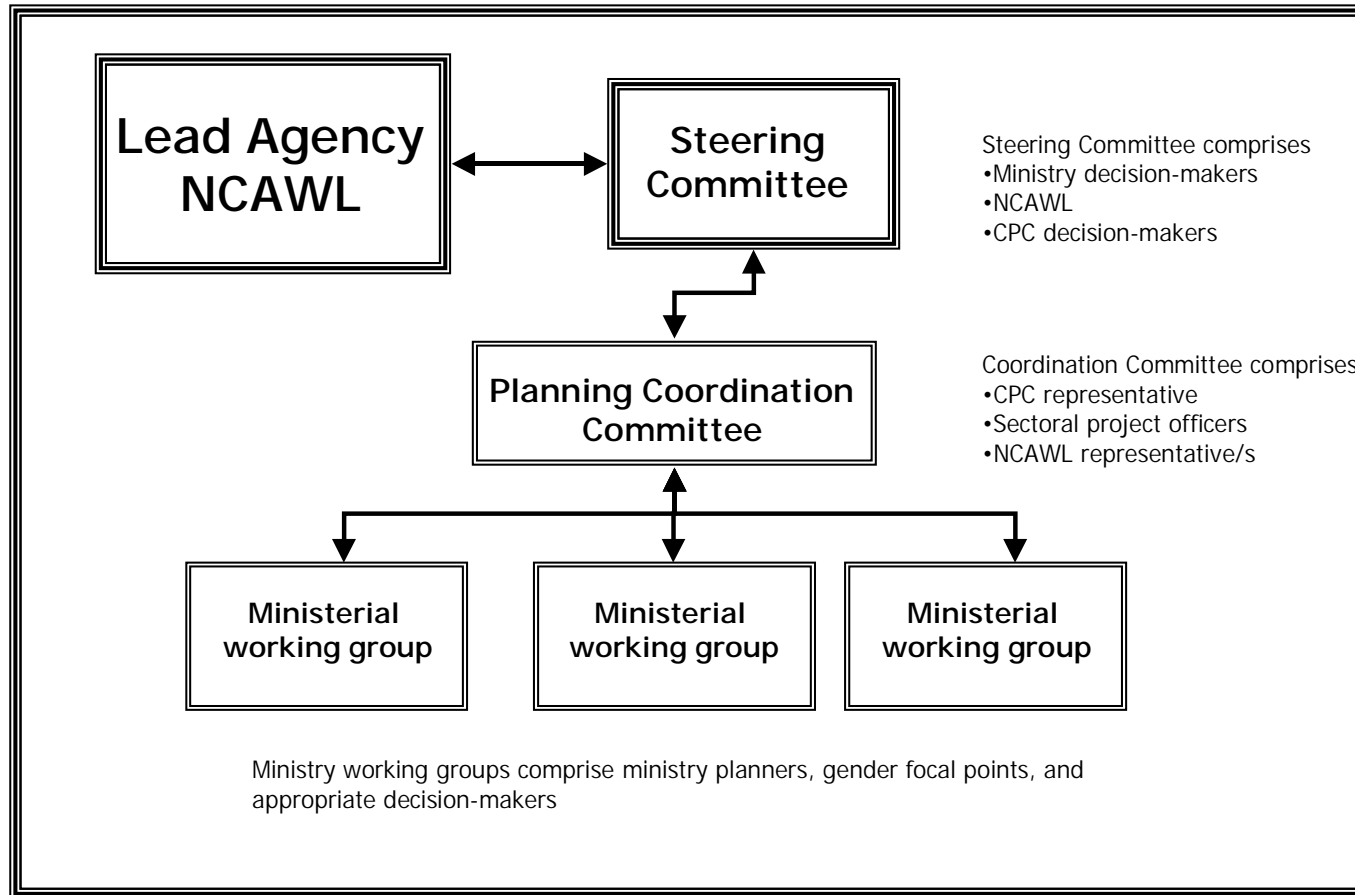 Lead Agency
NCAWL
Steering
Committee
Steering Committee comprises
•Ministry decision-makers
•NCAWL
•CPC decision-makers
Planning Coordination
Committee
Coordination Committee comprises
•CPC representative
•Sectoral project officers
•NCAWL representative/s
Ministerial
working group
Ministerial
working group
Ministerial
working group
Ministry working groups comprise ministry planners, gender focal points, and
appropriate decision-makers